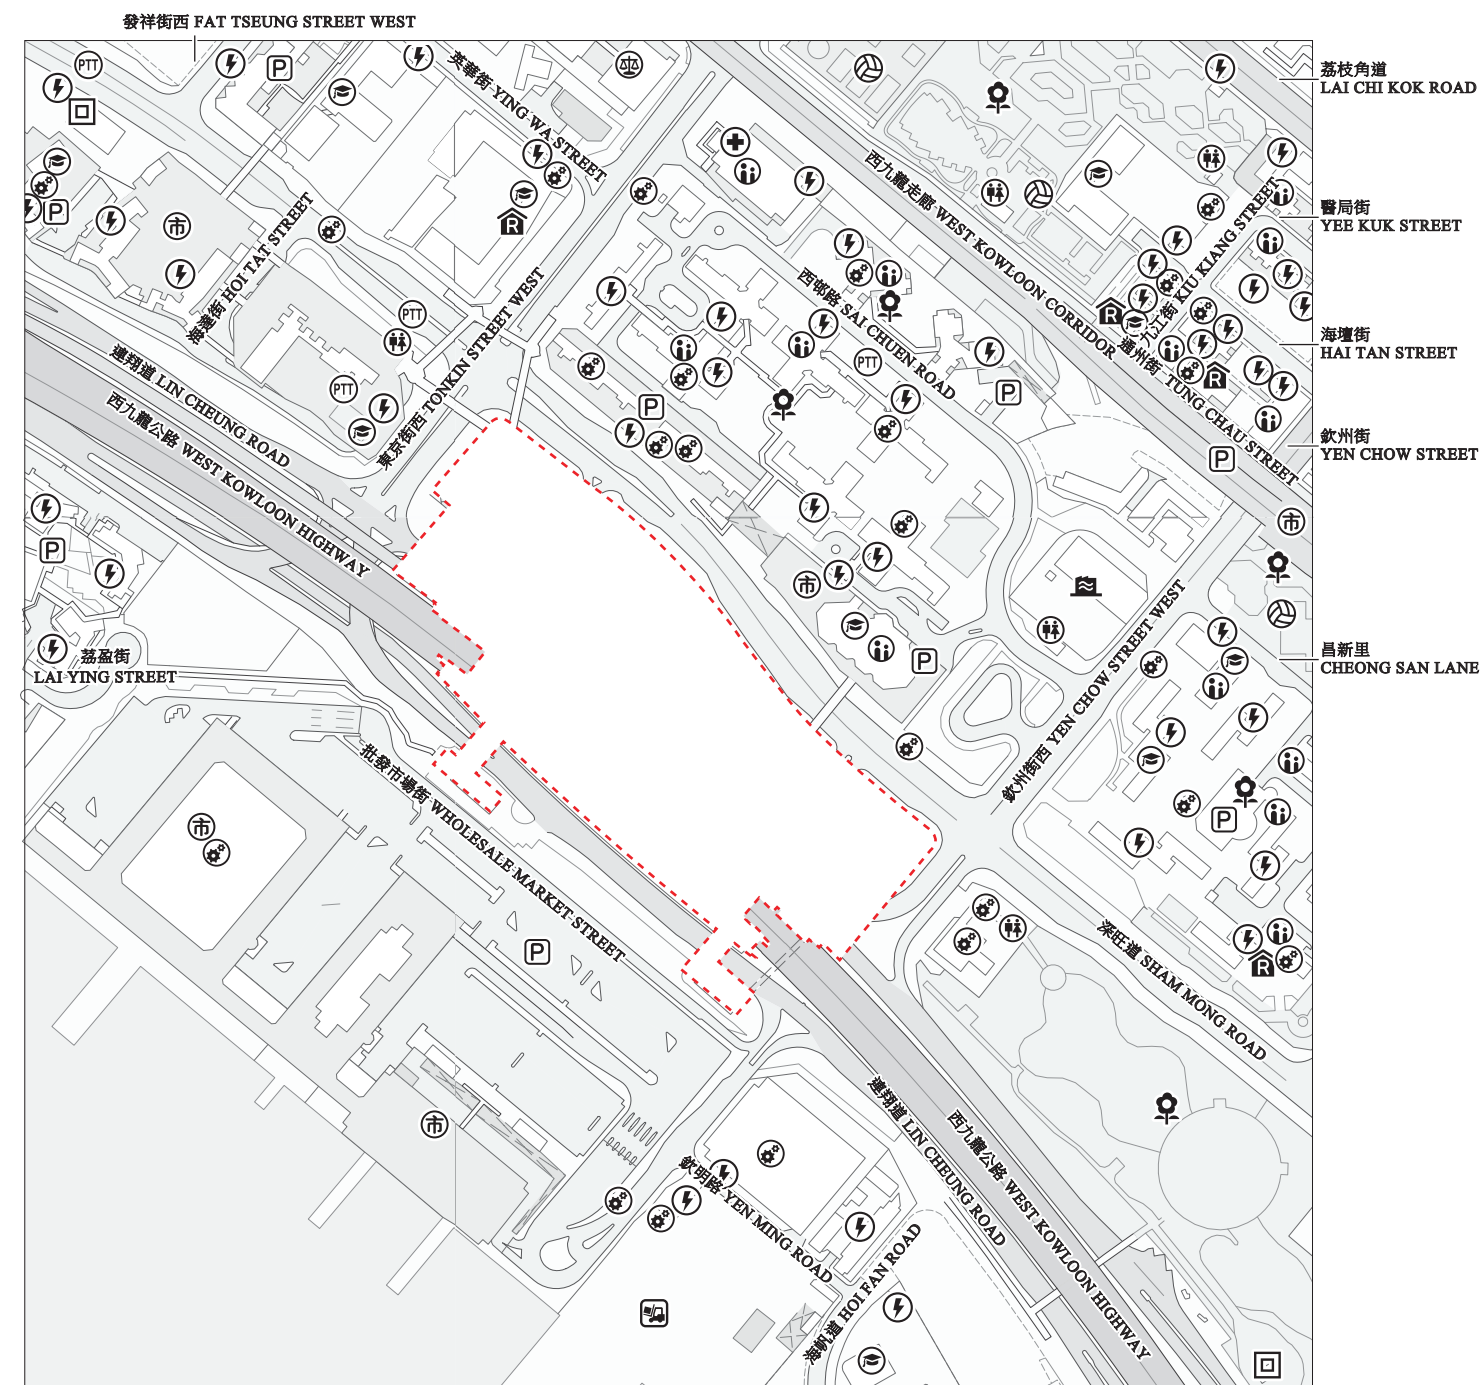 發祥街西 FAT TSEUNG STREET WEST
荔枝角道
LAI CHI KOK ROAD
英華街 YING WA STREET
西九龍走廊 WEST KOWLOON CORRIDOR
醫局街
YEE KUK STREET
海壇街
HAI TAN STREET
九江街 KIU KIANG STREET
通州街 TUNG CHAU STREET
欽州街
YEN CHOW STREET
海達街 HOI TAT STREET
西邨路 SAI CHUEN ROAD
連翔道 LIN CHEUNG ROAD
西九龍公路 WEST KOWLOON HIGHWAY
東京街西 TONKIN STREET WEST
昌新里
CHEONG SAN LANE
荔盈街
LAI YING STREET
欽州街西 YEN CHOW STREET WEST
批發市場街 WHOLESALE MARKET STREET
深旺道 SHAM MONG ROAD
連翔道 LIN CHEUNG ROAD
西九龍公路 WEST KOWLOON HIGHWAY
欽明路 YEN MING ROAD
海帆道 HOI FAN ROAD
PTT
P
P
PTT
PTT
P
PTT
P
P
P
P
P
P
R
R
R
R
市
市
市
市
市